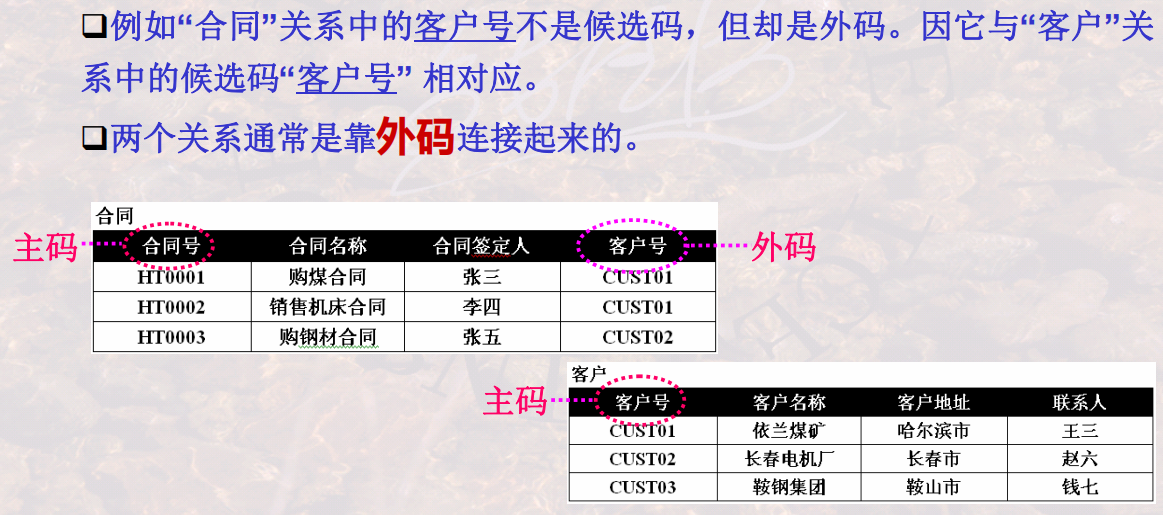 例如“合同”关系中的客户号不是候选码，但却是外码。因它与“客户”关
系中的候选码“客户号” 相对应。
两个关系通常是靠外码连接起来的。
合同
主码 合同号 合同名称 合同签定人 客户号 外码
HT0001 购煤合同 张三 CUST01
HT0002 销售机床合同 李四 CUST01
HT0003 购钢材合同 张五 CUST02
客户
主码 客户号 客户名称 客户地址 联系人
CUST01 依兰煤矿 哈尔滨市 王三
CUST02 长春电机厂 长春市 赵六
CUST03 鞍钢集团 鞍山市 钱七